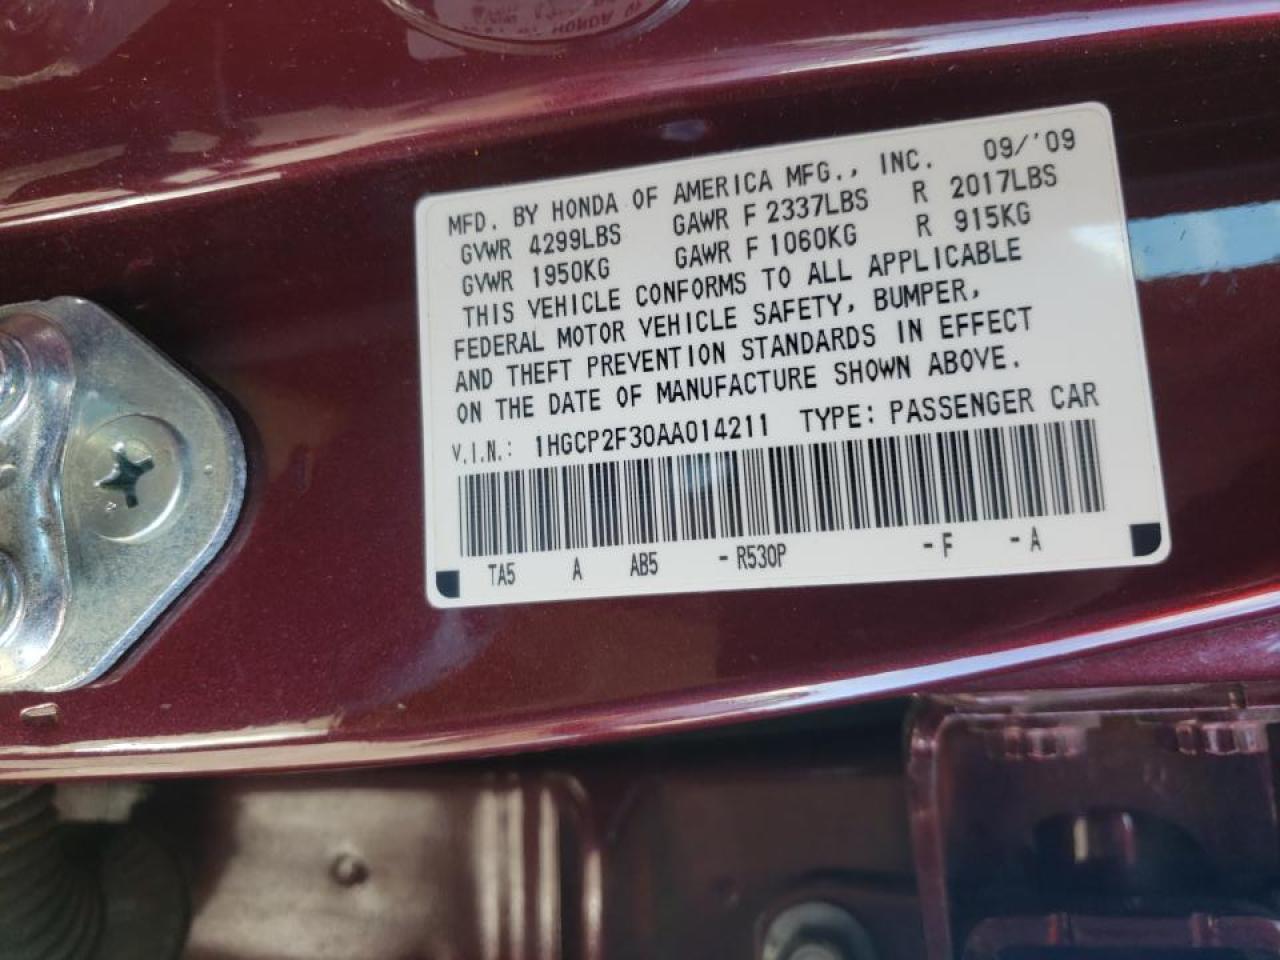 MFD. BY HONDA OF AMERICA MFG., INC. 09/'09
GVWR 4299LBS GAWR F 2337LBS R 2017LBS
GVWR 1950KG GAWR F 1060KG R 915KG
THIS VEHICLE CONFORMS TO ALL APPLICABLE
FEDERAL MOTOR VEHICLE SAFETY, BUMPER,
AND THEFT PREVENTION STANDARDS IN EFFECT
ON THE DATE OF MANUFACTURE SHOWN ABOVE.
V.I.N.: 1HGCP2F30AA014211 TYPE: PASSENGER CAR
TA5 A AB5 -R530P -F -A